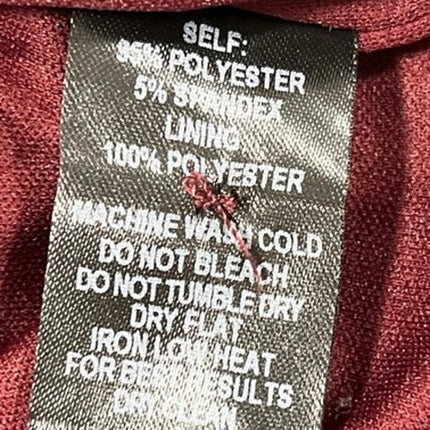 SELF:
95% POLYESTER
5% SPANDEX
LINING
100% POLYESTER
MACHINE WASH COLD
DO NOT BLEACH
DO NOT TUMBLE DRY
DRY FLAT
IRON LOW HEAT
FOR BEST RESULTS
DRY CLEAN